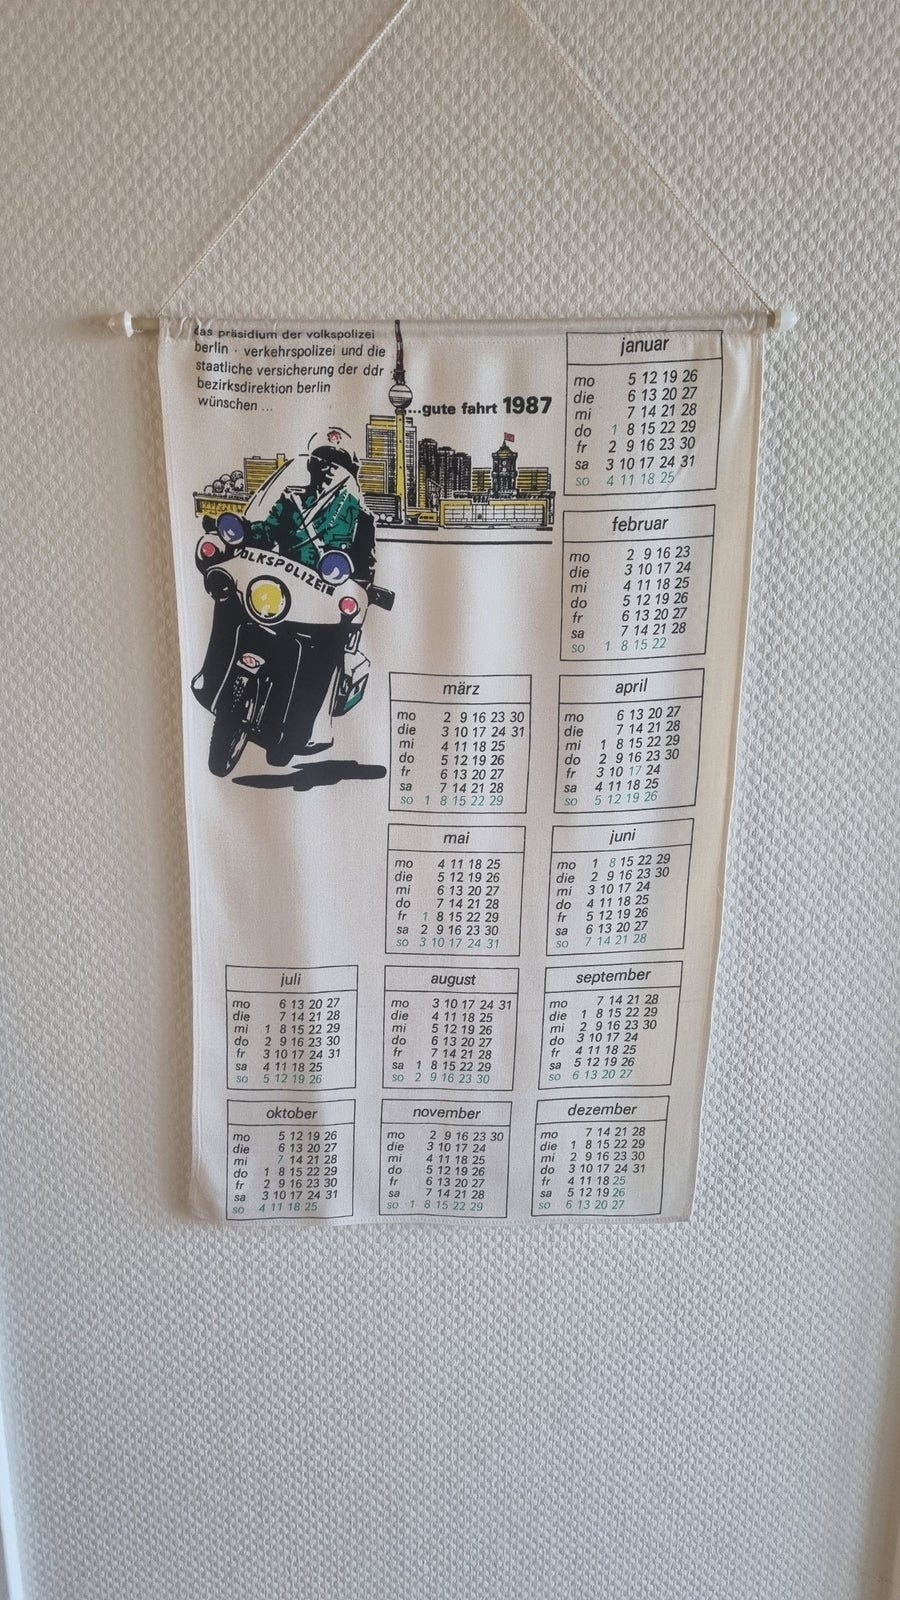 das präsidium der volkspolizei
berlin · verkehrspolizei und die
staatliche versicherung der ddr
bezirksdirektion berlin
wünschen ...
...gute fahrt 1987
VOLKSPOLIZEI
januar
mo 5 12 19 26
die 6 13 20 27
mi 7 14 21 28
do 1 8 15 22 29
fr 2 9 16 23 30
sa 3 10 17 24 31
so 4 11 18 25
februar
mo 2 9 16 23
die 3 10 17 24
mi 4 11 18 25
do 5 12 19 26
fr 6 13 20 27
sa 7 14 21 28
so 1 8 15 22
märz
mo 2 9 16 23 30
die 3 10 17 24 31
mi 4 11 18 25
do 5 12 19 26
fr 6 13 20 27
sa 7 14 21 28
so 1 8 15 22 29
april
mo 6 13 20 27
die 7 14 21 28
mi 1 8 15 22 29
do 2 9 16 23 30
fr 3 10 17 24
sa 4 11 18 25
so 5 12 19 26
mai
mo 4 11 18 25
die 5 12 19 26
mi 6 13 20 27
do 7 14 21 28
fr 1 8 15 22 29
sa 2 9 16 23 30
so 3 10 17 24 31
juni
mo 1 8 15 22 29
die 2 9 16 23 30
mi 3 10 17 24
do 4 11 18 25
fr 5 12 19 26
sa 6 13 20 27
so 7 14 21 28
juli
mo 6 13 20 27
die 7 14 21 28
mi 1 8 15 22 29
do 2 9 16 23 30
fr 3 10 17 24 31
sa 4 11 18 25
so 5 12 19 26
august
mo 3 10 17 24 31
die 4 11 18 25
mi 5 12 19 26
do 6 13 20 27
fr 7 14 21 28
sa 1 8 15 22 29
so 2 9 16 23 30
september
mo 7 14 21 28
die 1 8 15 22 29
mi 2 9 16 23 30
do 3 10 17 24
fr 4 11 18 25
sa 5 12 19 26
so 6 13 20 27
oktober
mo 5 12 19 26
die 6 13 20 27
mi 7 14 21 28
do 1 8 15 22 29
fr 2 9 16 23 30
sa 3 10 17 24 31
so 4 11 18 25
november
mo 2 9 16 23 30
die 3 10 17 24
mi 4 11 18 25
do 5 12 19 26
fr 6 13 20 27
sa 7 14 21 28
so 1 8 15 22 29
dezember
mo 7 14 21 28
die 1 8 15 22 29
mi 2 9 16 23 30
do 3 10 17 24 31
fr 4 11 18 25
sa 5 12 19 26
so 6 13 20 27